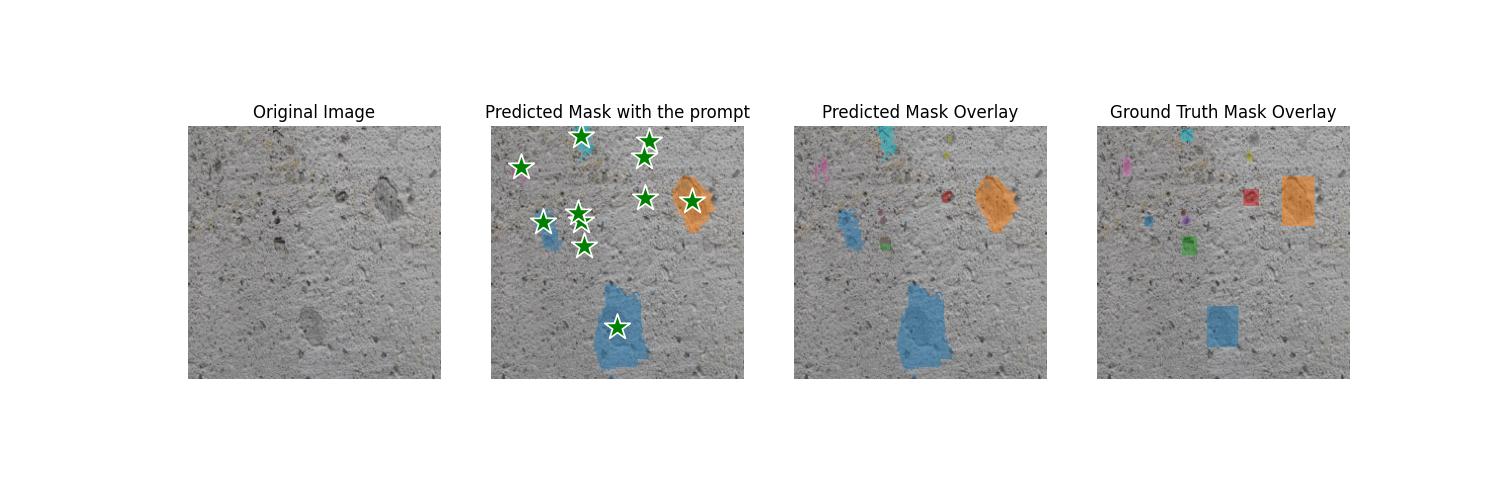 Original Image
Predicted Mask with the prompt
Predicted Mask Overlay
Ground Truth Mask Overlay